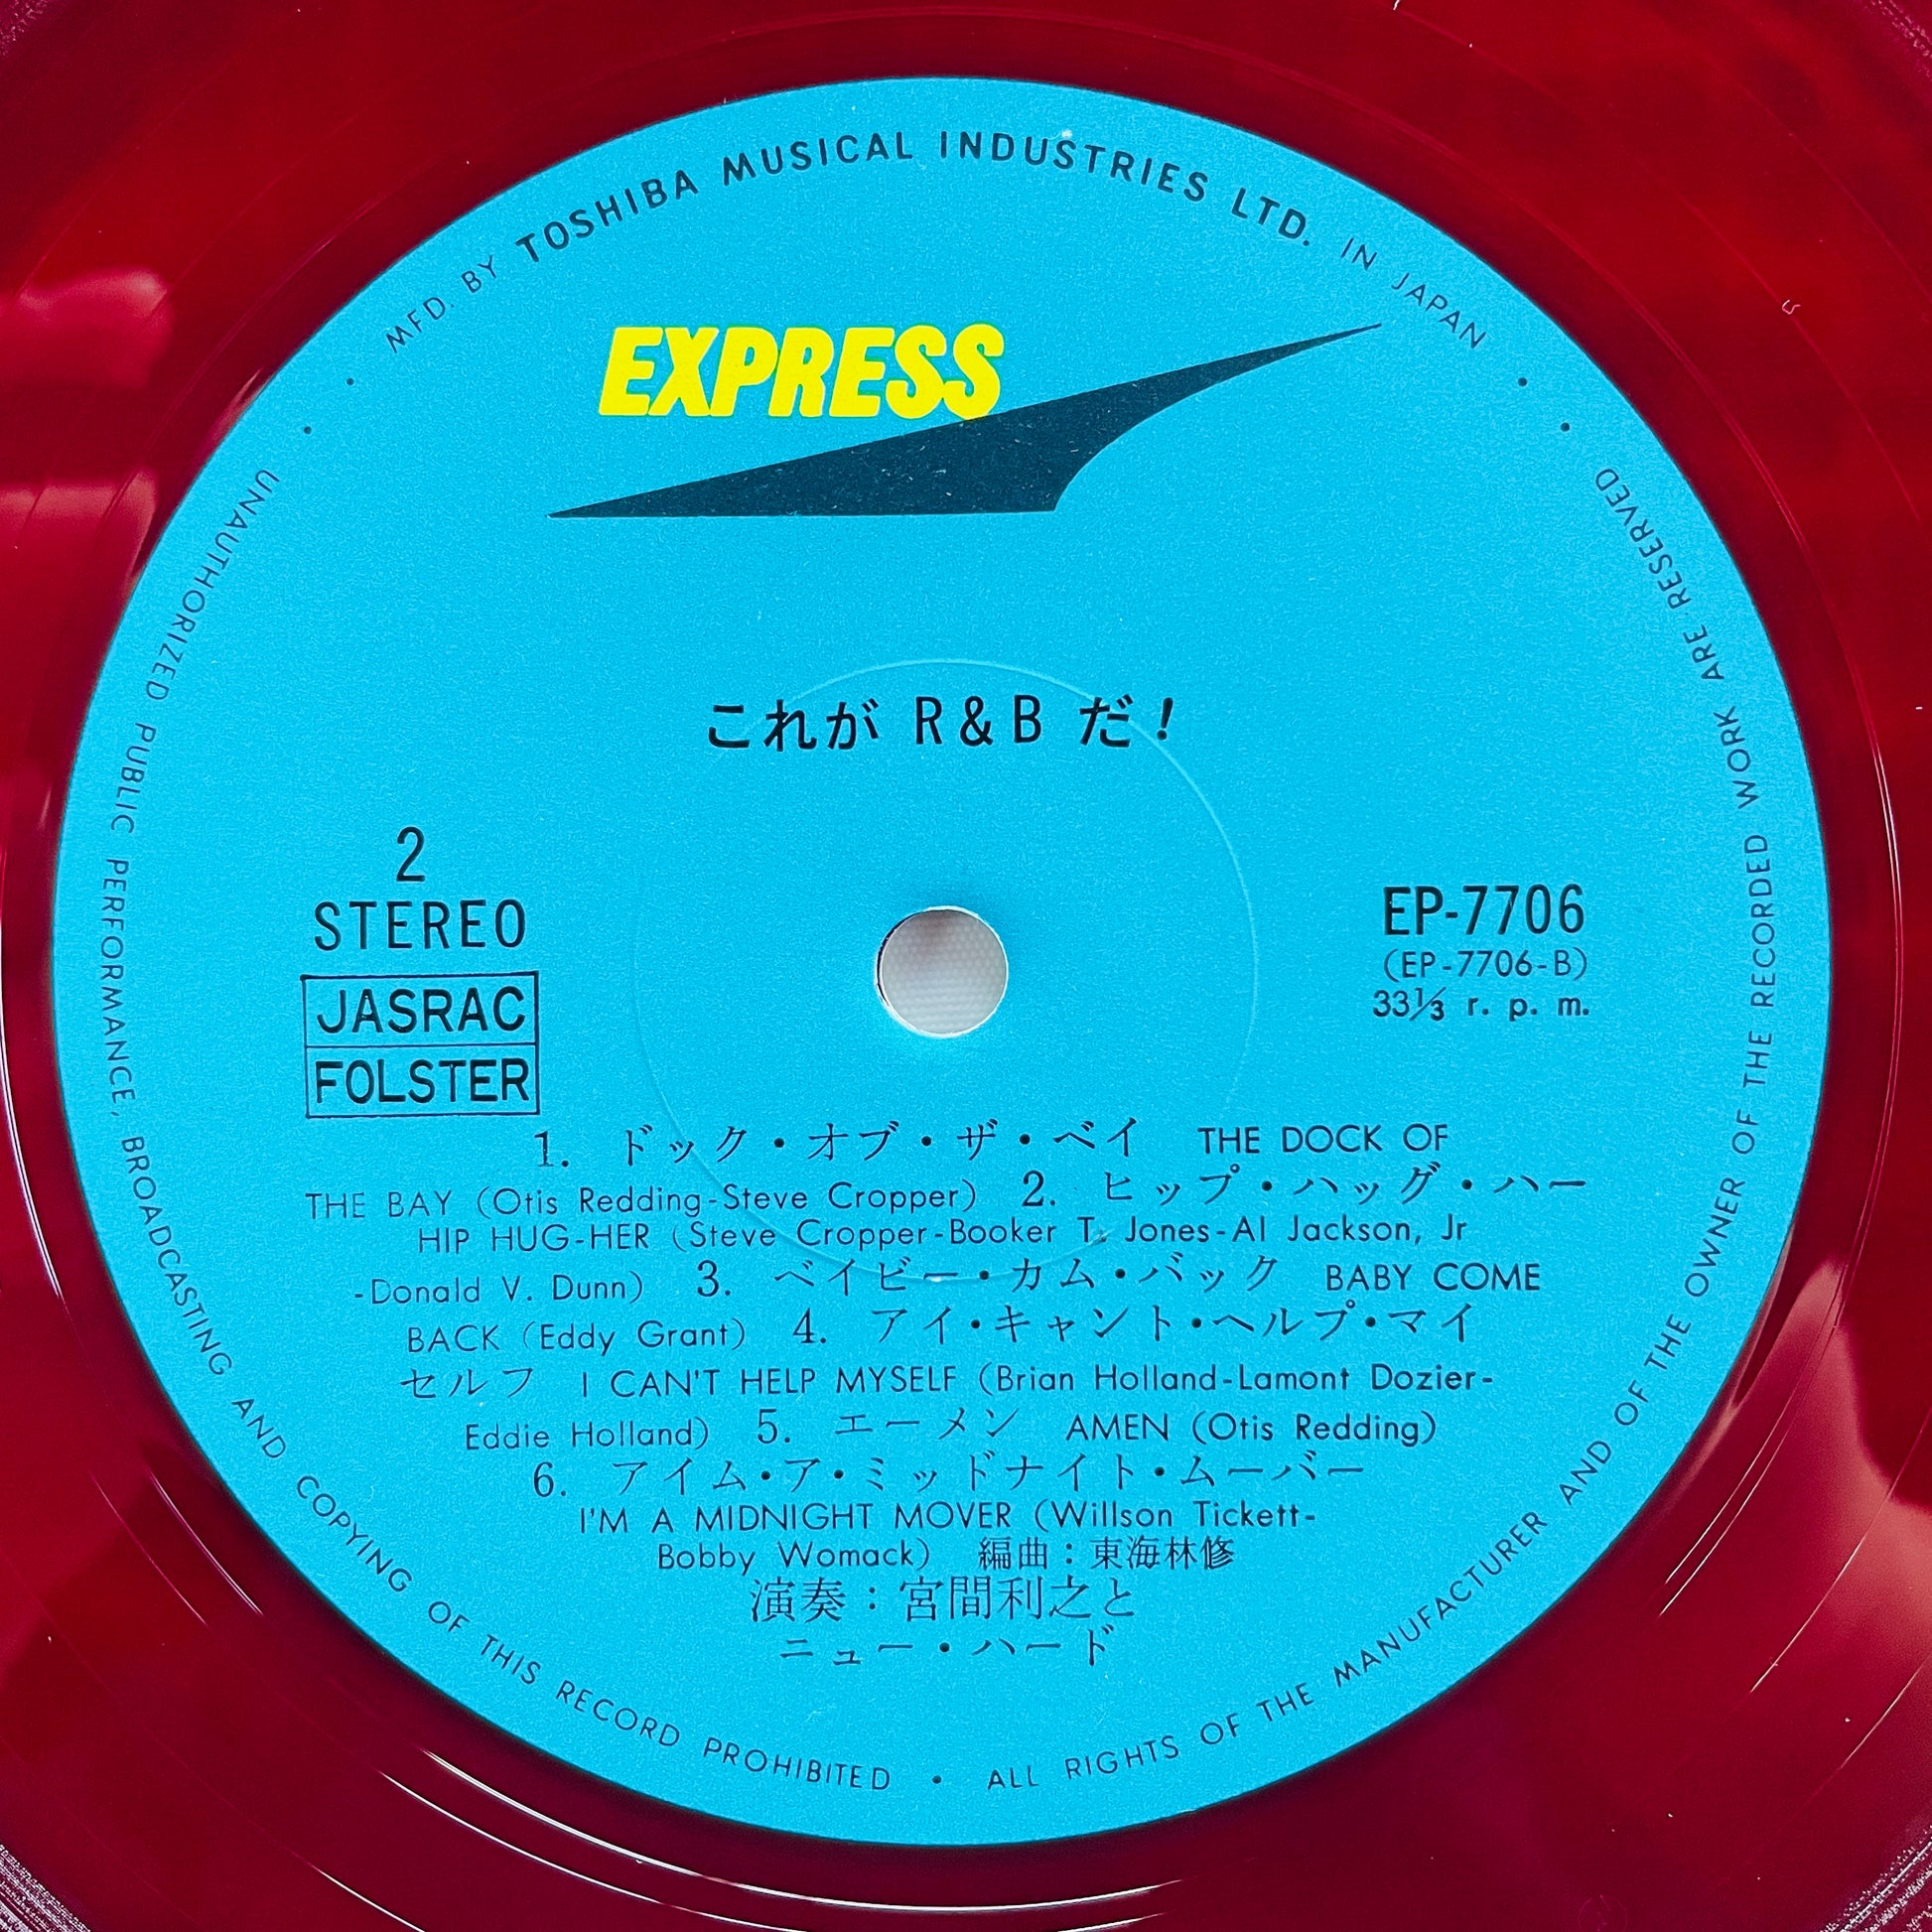 MFD. BY TOSHIBA MUSICAL INDUSTRIES LTD. IN JAPAN
EXPRESS
これが R&B だ!
2
STEREO
JASRAC
FOLSTER
EP-7706
(EP-7706-B)
33⅓ r. p. m.
1. ドック・オブ・ザ・ベイ THE DOCK OF
THE BAY (Otis Redding-Steve Cropper) 2. ヒップ・ハッグ・ハー
HIP HUG-HER (Steve Cropper-Booker T. Jones-Al Jackson, Jr
-Donald V. Dunn) 3. ベイビー・カム・バック BABY COME
BACK (Eddy Grant) 4. アイ・キャント・ヘルプ・マイ
セルフ I CAN'T HELP MYSELF (Brian Holland-Lamont Dozier-
Eddie Holland) 5. エーメン AMEN (Otis Redding)
6. アイム・ア・ミッドナイト・ムーバー
I'M A MIDNIGHT MOVER (Willson Tickett-
Bobby Womack) 編曲:東海林修
演奏:宮間利之と
ニュー・ハード
UNAUTHORIZED PUBLIC PERFORMANCE, BROADCASTING AND COPYING OF THIS RECORD PROHIBITED • ALL RIGHTS OF THE MANUFACTURER AND OF THE OWNER OF THE RECORDED WORK ARE RESERVED